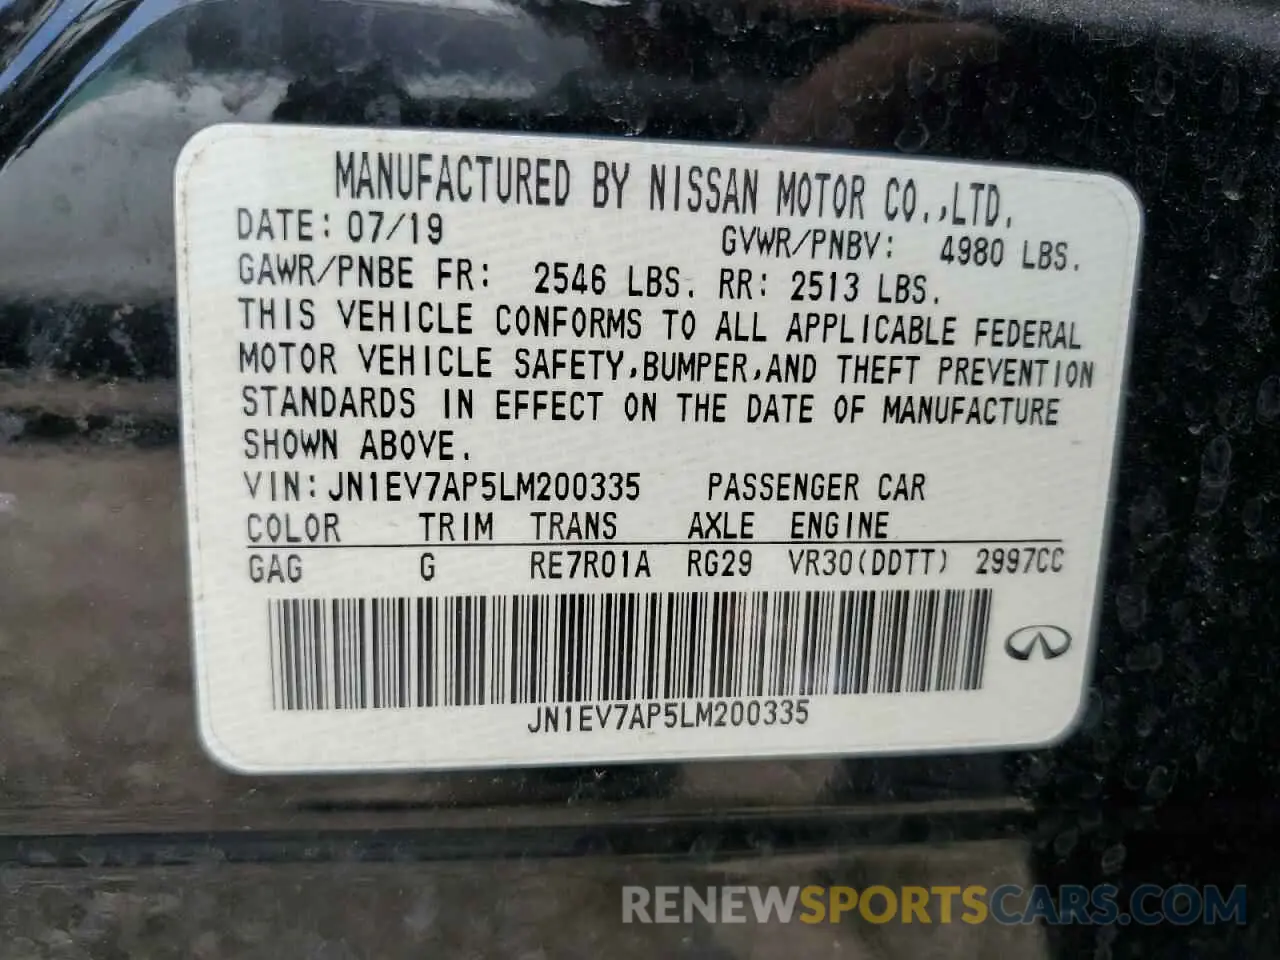 MANUFACTURED BY NISSAN MOTOR CO.,LTD.
DATE: 07/19 GVWR/PNBV: 4980 LBS.
GAWR/PNBE FR: 2546 LBS. RR: 2513 LBS.
THIS VEHICLE CONFORMS TO ALL APPLICABLE FEDERAL
MOTOR VEHICLE SAFETY,BUMPER,AND THEFT PREVENTION
STANDARDS IN EFFECT ON THE DATE OF MANUFACTURE
SHOWN ABOVE.
VIN: JN1EV7AP5LM200335 PASSENGER CAR
COLOR TRIM TRANS AXLE ENGINE
GAG G RE7R01A RG29 VR30(DDTT) 2997CC
JN1EV7AP5LM200335
RENEWSPORTSCARS.COM